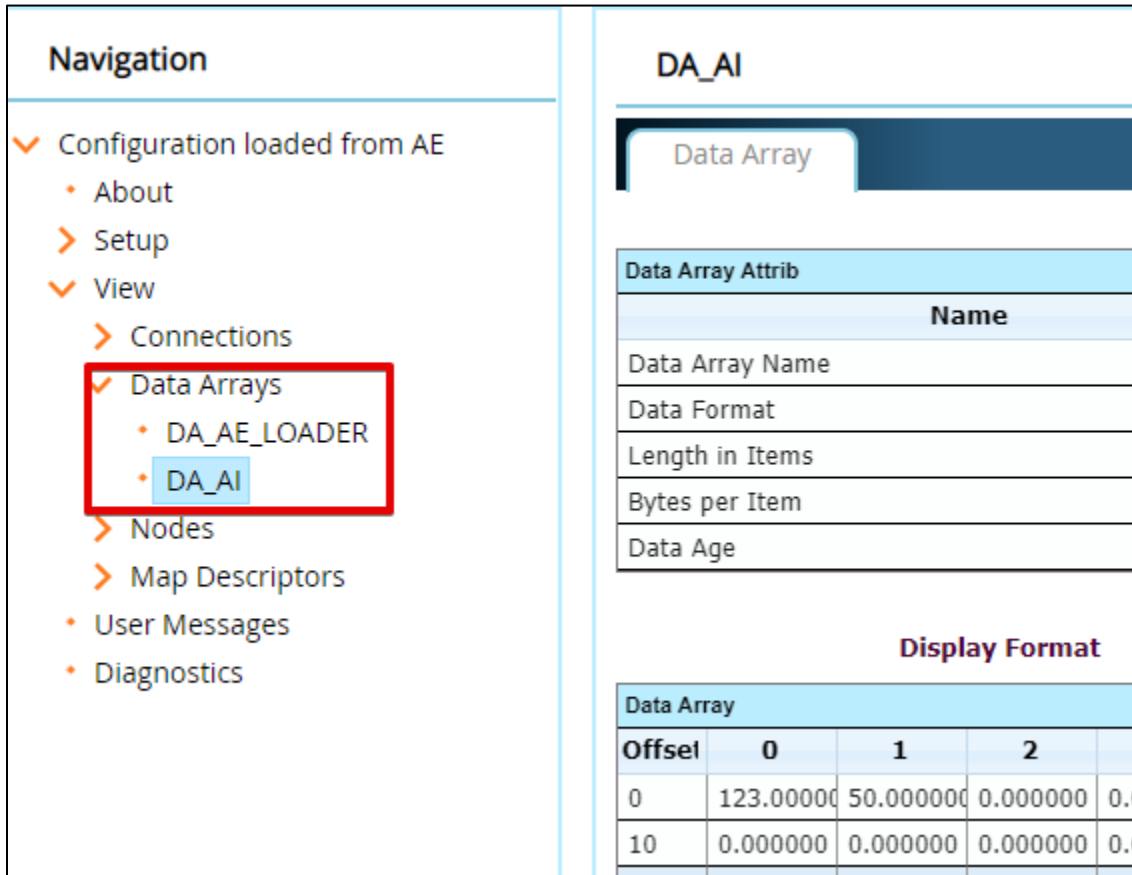 Navigation
Configuration loaded from AE
About
Setup
View
Connections
Data Arrays
DA_AE_LOADER
DA_AI
Nodes
Map Descriptors
User Messages
Diagnostics
DA_AI
Data Array
Data Array Attrib
Name
Data Array Name
Data Format
Length in Items
Bytes per Item
Data Age
Display Format
Data Array
Offset 0 1 2
0 123.00000 50.000000 0.000000 0.
10 0.000000 0.000000 0.000000 0.